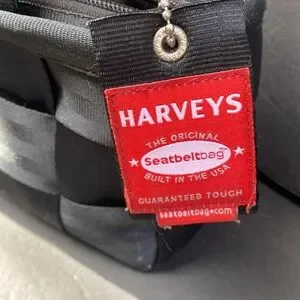 HARVEYS
THE ORIGINAL
Seatbeltbag
BUILT IN THE USA
GUARANTEED TOUGH
seatbeltbag.com